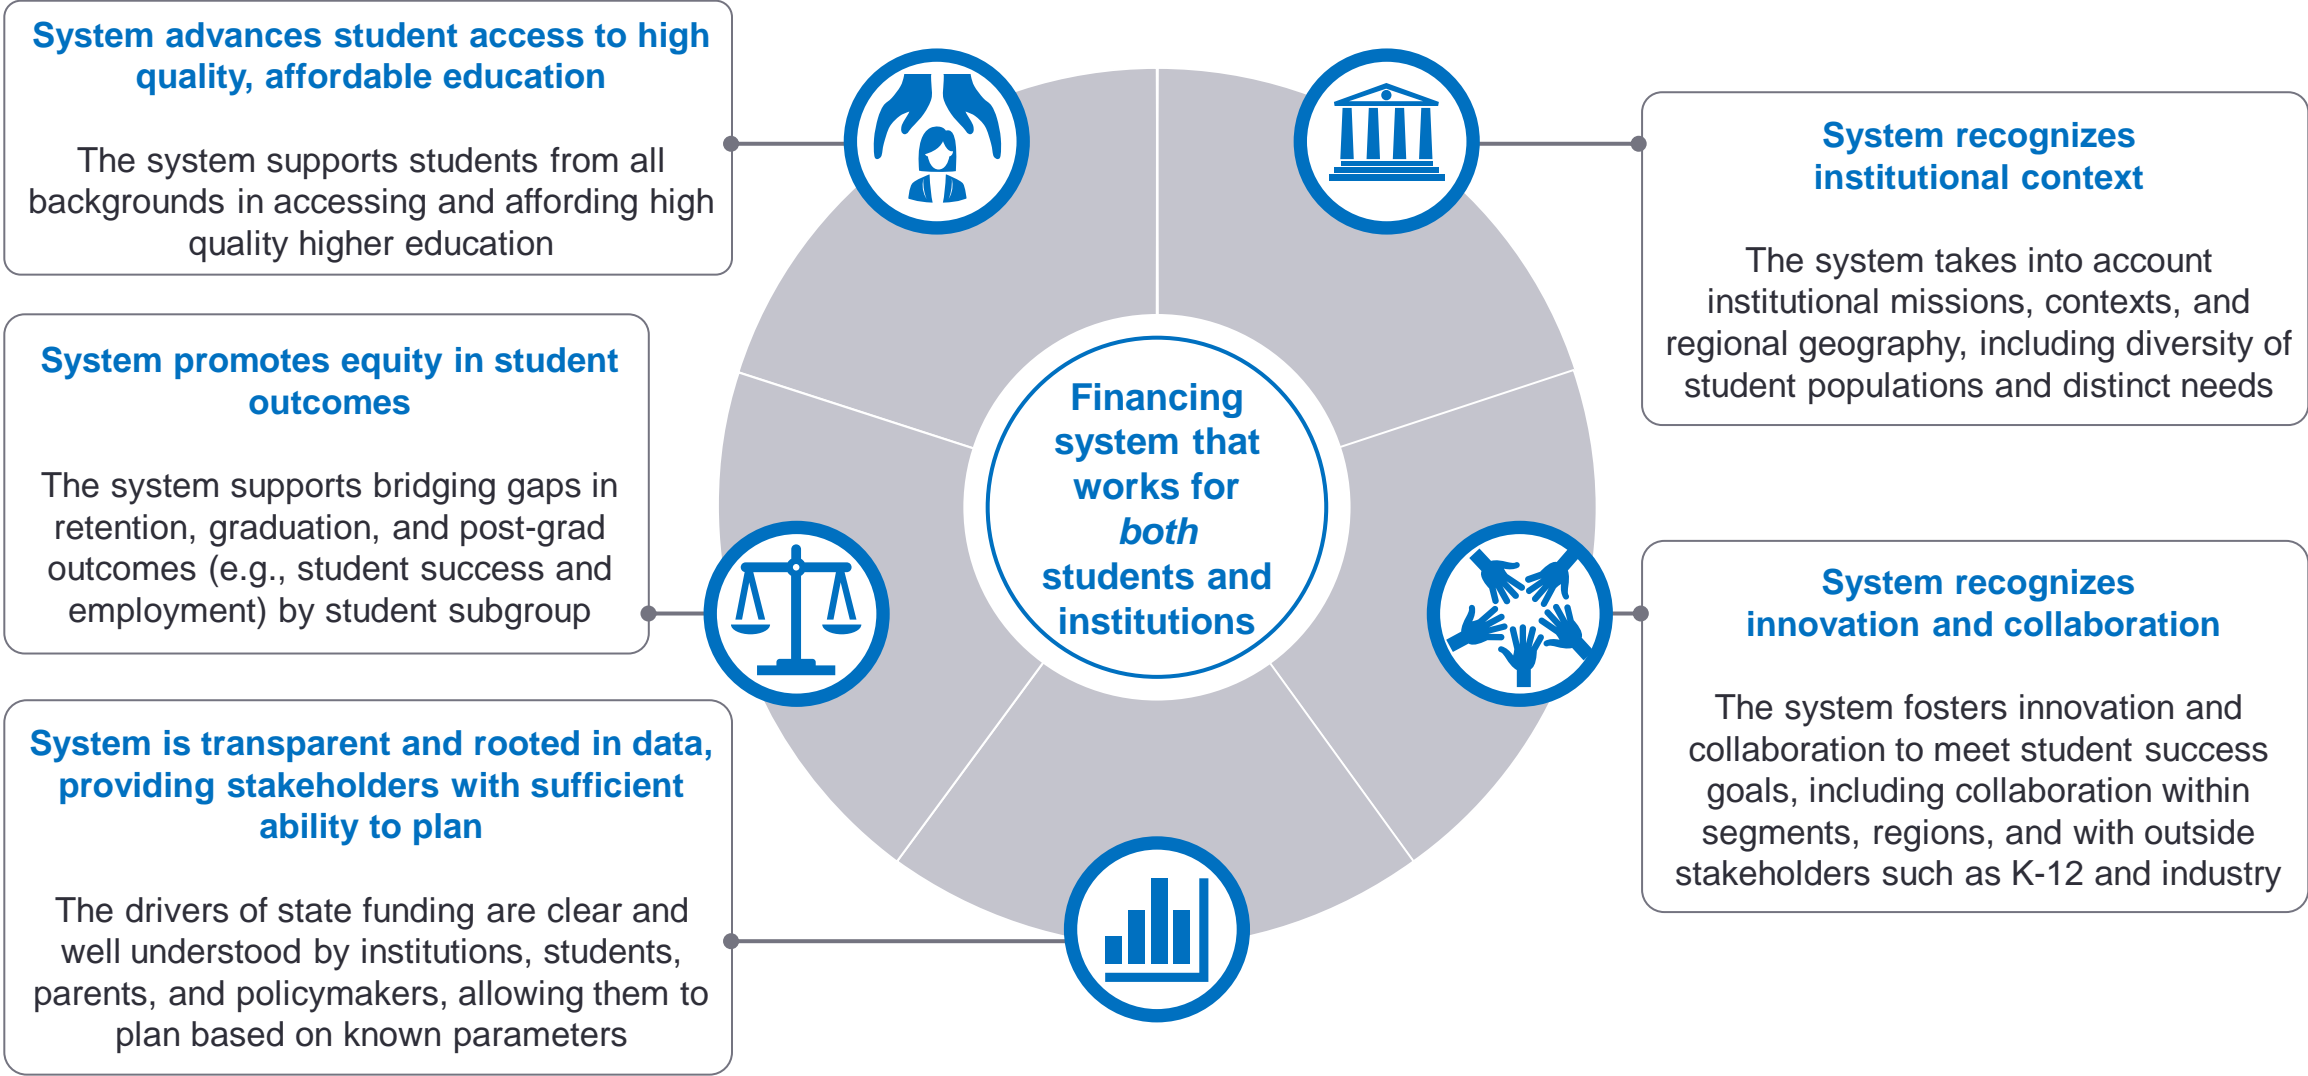 System advances student access to high
quality, affordable education
The system supports students from all
backgrounds in accessing and affording high
quality higher education
System promotes equity in student
outcomes
The system supports bridging gaps in
retention, graduation, and post-grad
outcomes (e.g., student success and
employment) by student subgroup
System is transparent and rooted in data,
providing stakeholders with sufficient
ability to plan
The drivers of state funding are clear and
well understood by institutions, students,
parents, and policymakers, allowing them to
plan based on known parameters
Financing
system that
works for
both
students and
institutions
System recognizes
institutional context
The system takes into account
institutional missions, contexts, and
regional geography, including diversity of
student populations and distinct needs
System recognizes
innovation and collaboration
The system fosters innovation and
collaboration to meet student success
goals, including collaboration within
segments, regions, and with outside
stakeholders such as K-12 and industry